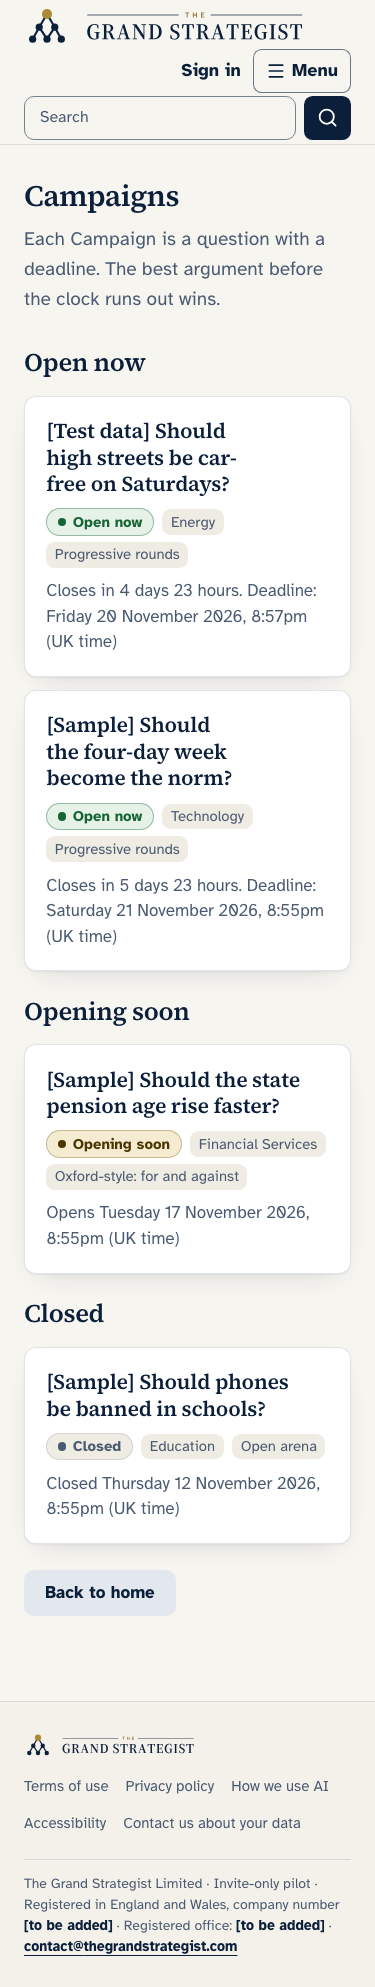 THE
GRAND STRATEGIST
Sign in
Menu
Search
Campaigns
Each Campaign is a question with a
deadline. The best argument before
the clock runs out wins.
Open now
[Test data] Should
high streets be car-
free on Saturdays?
Open now
Energy
Progressive rounds
Closes in 4 days 23 hours. Deadline:
Friday 20 November 2026, 8:57pm
(UK time)
[Sample] Should
the four-day week
become the norm?
Open now
Technology
Progressive rounds
Closes in 5 days 23 hours. Deadline:
Saturday 21 November 2026, 8:55pm
(UK time)
Opening soon
[Sample] Should the state
pension age rise faster?
Opening soon
Financial Services
Oxford-style: for and against
Opens Tuesday 17 November 2026,
8:55pm (UK time)
Closed
[Sample] Should phones
be banned in schools?
Closed
Education
Open arena
Closed Thursday 12 November 2026,
8:55pm (UK time)
Back to home
THE
GRAND STRATEGIST
Terms of use Privacy policy How we use AI
Accessibility Contact us about your data
The Grand Strategist Limited · Invite-only pilot ·
Registered in England and Wales, company number
[to be added] · Registered office: [to be added] ·
contact@thegrandstrategist.com